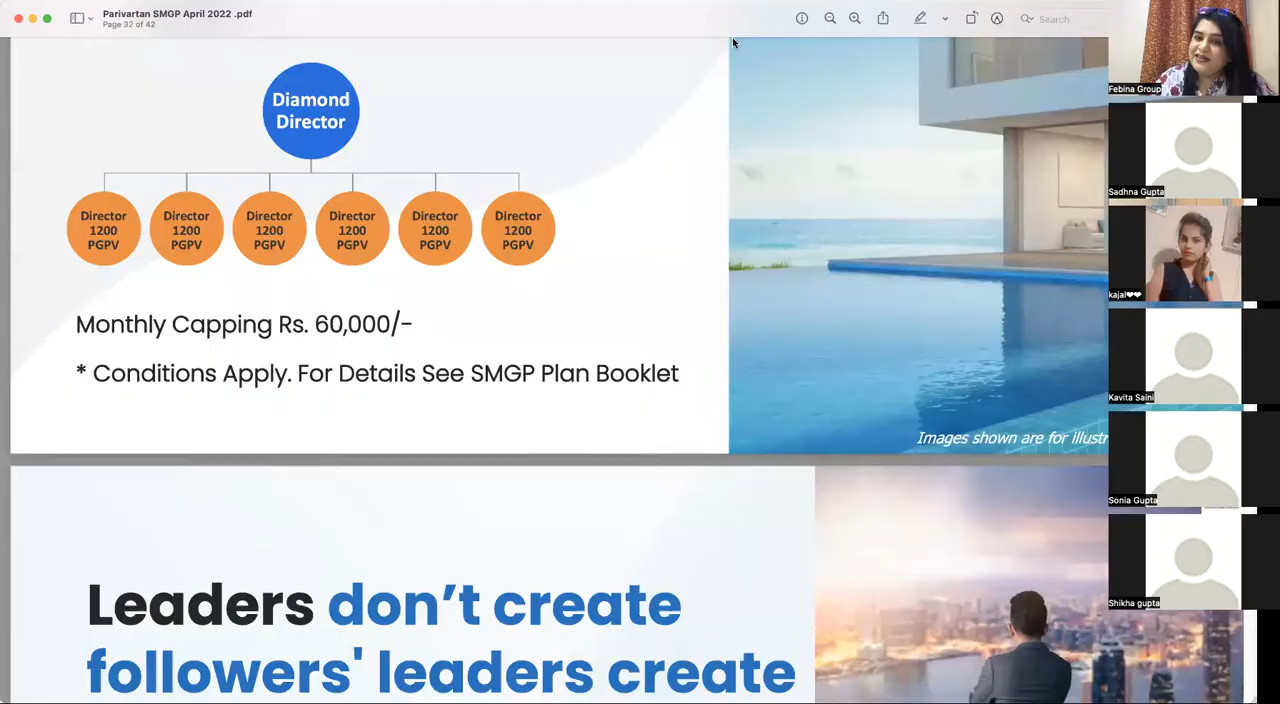 Parivartan SMGP April 2022 .pdf
Page 32 of 42
Search
Diamond
Director
Director
1200
PGPV
Director
1200
PGPV
Director
1200
PGPV
Director
1200
PGPV
Director
1200
PGPV
Director
1200
PGPV
Monthly Capping Rs. 60,000/-
* Conditions Apply. For Details See SMGP Plan Booklet
Images shown are for illustr
Leaders don’t create
followers' leaders create
Febina Group
Sadhna Gupta
kajal❤❤
Kavita Saini
Sonia Gupta
Shikha gupta